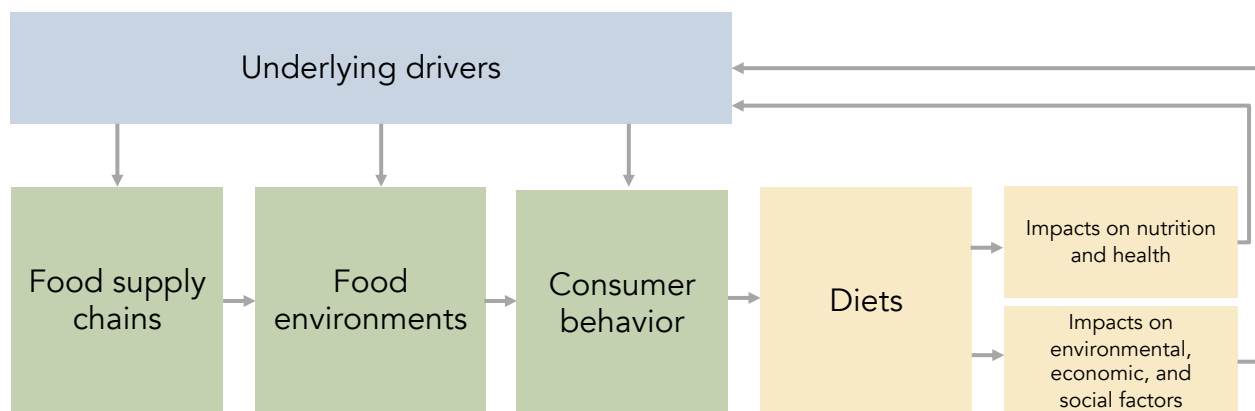 Underlying drivers
Food supply
chains
Food
environments
Consumer
behavior
Diets
Impacts on nutrition
and health
Impacts on
environmental,
economic, and
social factors